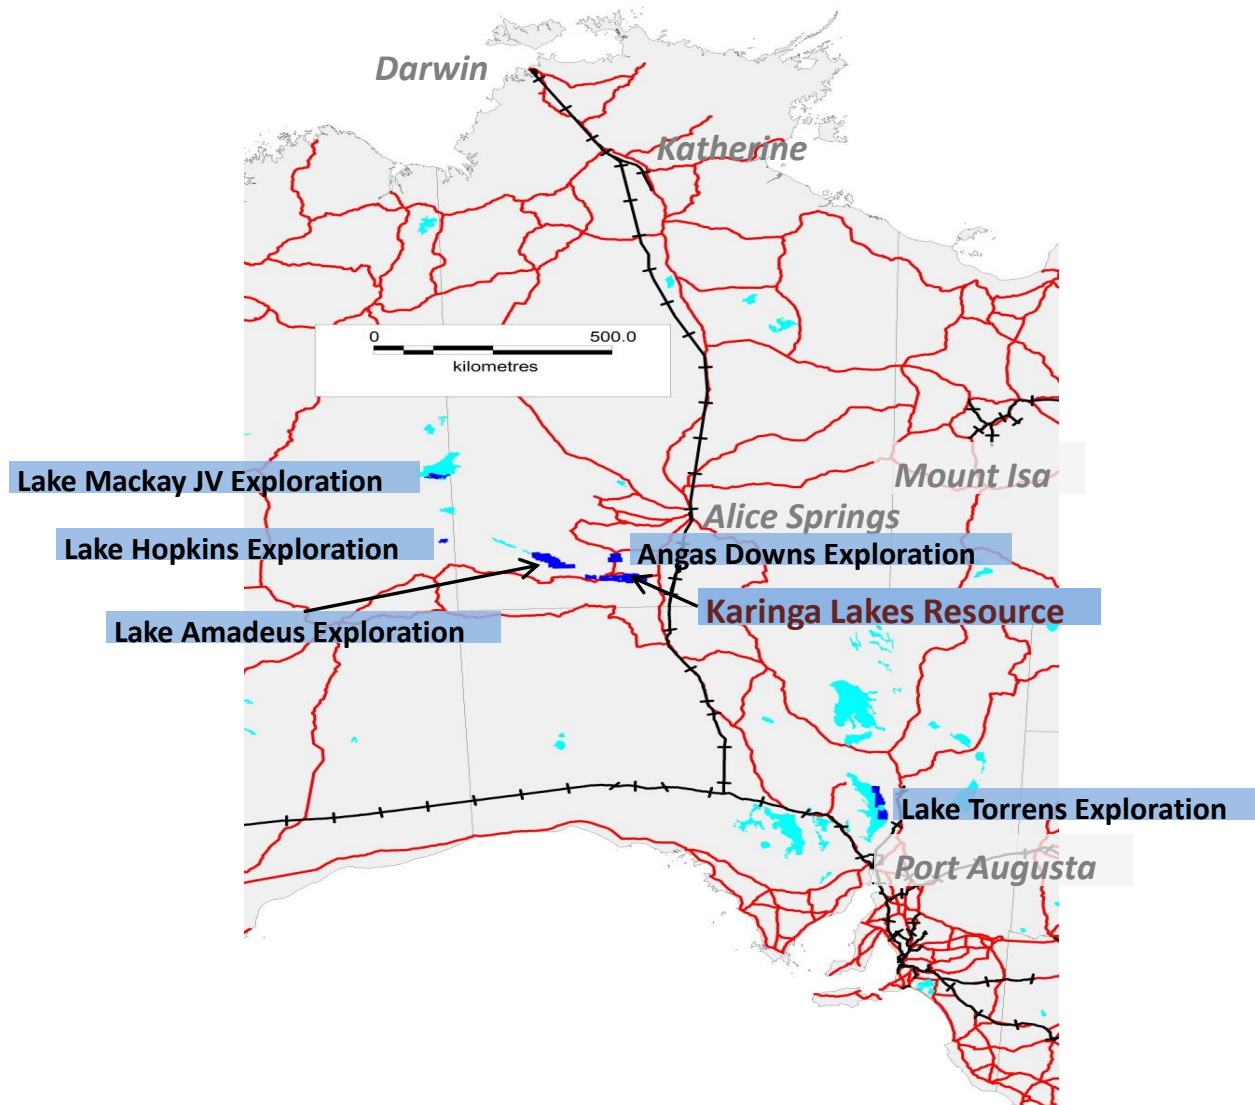 Darwin
Katherine
0 500.0
kilometres
Lake Mackay JV Exploration
Mount Isa
Alice Springs
Lake Hopkins Exploration
Angas Downs Exploration
Karinga Lakes Resource
Lake Amadeus Exploration
Lake Torrens Exploration
Port Augusta